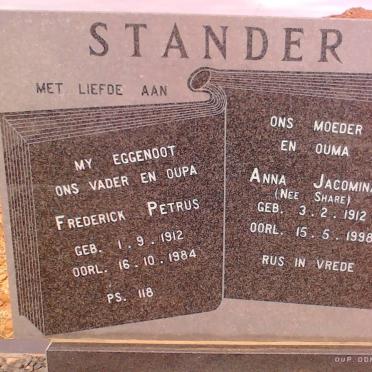 STANDER
MET LIEFDE AAN
MY EGGENOOT
ONS VADER EN OUPA
FREDERICK PETRUS
GEB. 1.9.1912
OORL. 16.10.1984
PS. 118
ONS MOEDER
EN OUMA
ANNA JACOMINA
(NEE SHARE)
GEB. 3.2.1912
OORL. 15.5.1998
RUS IN VREDE